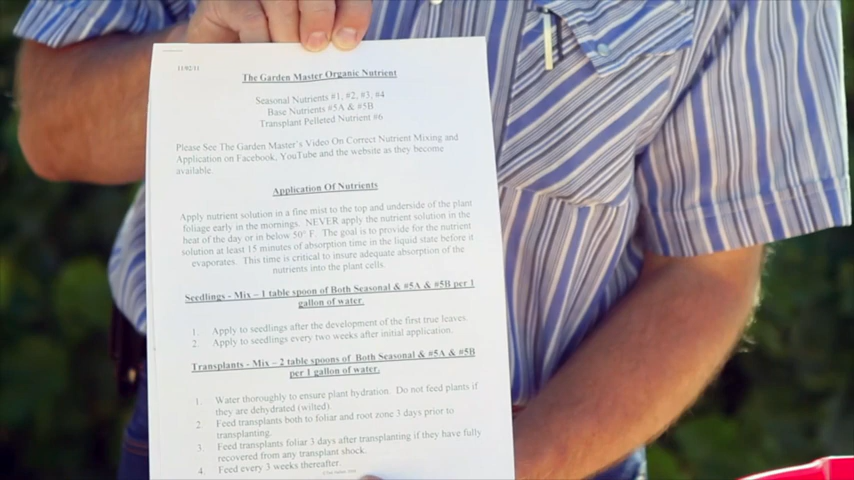 11/02/11
The Garden Master Organic Nutrient
Seasonal Nutrients #1, #2, #3, #4
Base Nutrients #5A & #5B
Transplant Pelleted Nutrient #6
Please See The Garden Master's Video On Correct Nutrient Mixing and
Application on Facebook, YouTube and the website as they become
available.
Application Of Nutrients
Apply nutrient solution in a fine mist to the top and underside of the plant
foliage early in the mornings. NEVER apply the nutrient solution in the
heat of the day or in below 50° F. The goal is to provide for the nutrient
solution at least 15 minutes of absorption time in the liquid state before it
evaporates. This time is critical to insure adequate absorption of the
nutrients into the plant cells.
Seedlings - Mix – 1 table spoon of Both Seasonal & #5A & #5B per 1
gallon of water.
1. Apply to seedlings after the development of the first true leaves.
2. Apply to seedlings every two weeks after initial application.
Transplants - Mix – 2 table spoons of Both Seasonal & #5A & #5B
per 1 gallon of water.
1. Water thoroughly to ensure plant hydration. Do not feed plants if
they are dehydrated (wilted).
2. Feed transplants both to foliar and root zone 3 days prior to
transplanting.
3. Feed transplants foliar 3 days after transplanting if they have fully
recovered from any transplant shock.
4. Feed every 3 weeks thereafter.